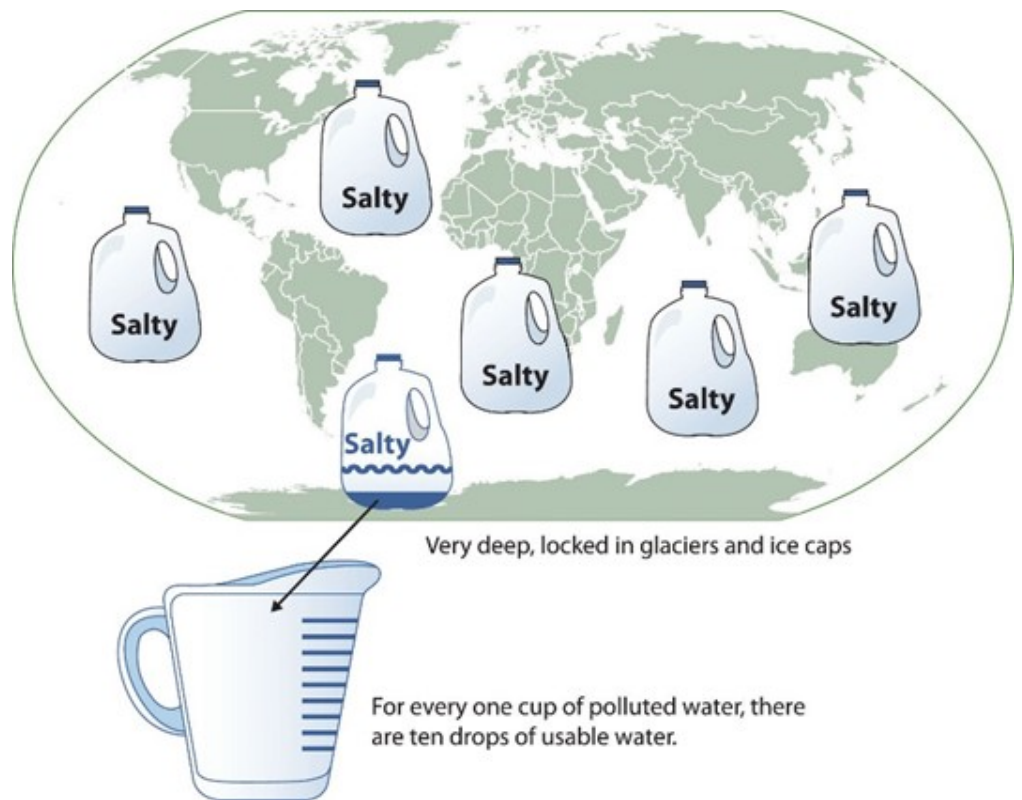 Salty
Salty
Salty
Salty
Salty
Salty
Salty
Very deep, locked in glaciers and ice caps
For every one cup of polluted water, there
are ten drops of usable water.